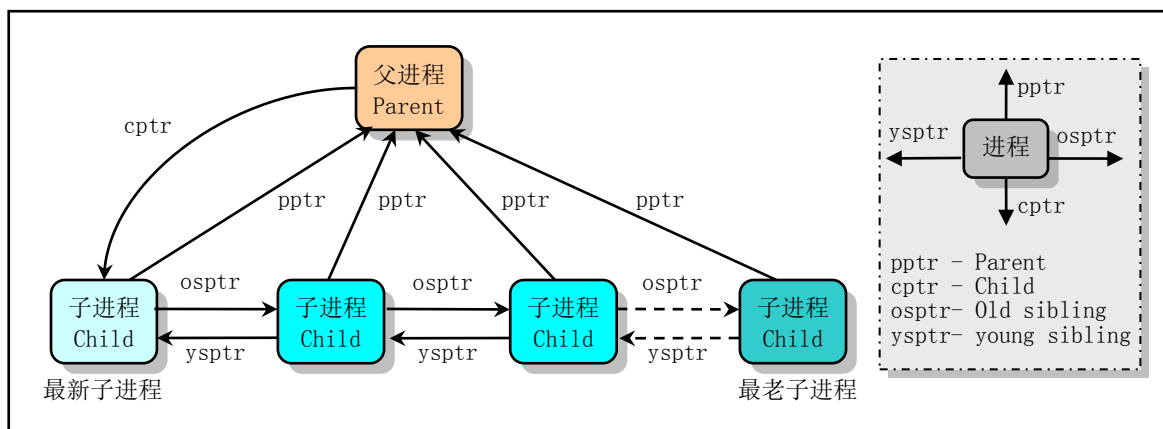 父进程
Parent
cptr
pptr
pptr
pptr
pptr
子进程
Child
osptr
ysptr
子进程
Child
osptr
ysptr
子进程
Child
osptr
ysptr
子进程
Child
最新子进程
最老子进程
pptr
ysptr
进程
osptr
cptr
pptr - Parent
cptr - Child
osptr- Old sibling
ysptr- young sibling